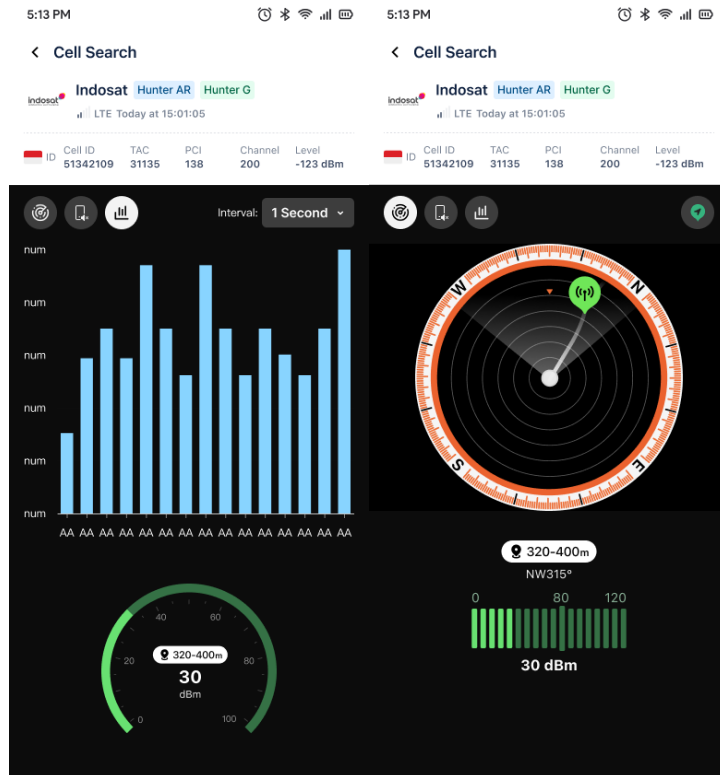 5:13 PM
Cell Search
indosat
Indosat Hunter AR Hunter G
LTE Today at 15:01:05
ID
Cell ID TAC PCI Channel Level
51342109 31135 138 200 -123 dBm
Interval: 1 Second
num
num
num
num
num
num
AA AA AA AA AA AA AA AA AA AA AA AA AA AA AA
40 60
20 80
0 100
320-400m
30
dBm
5:13 PM
Cell Search
indosat
Indosat Hunter AR Hunter G
LTE Today at 15:01:05
ID
Cell ID TAC PCI Channel Level
51342109 31135 138 200 -123 dBm
W N
S E
320-400m
NW315°
0 80 120
30 dBm